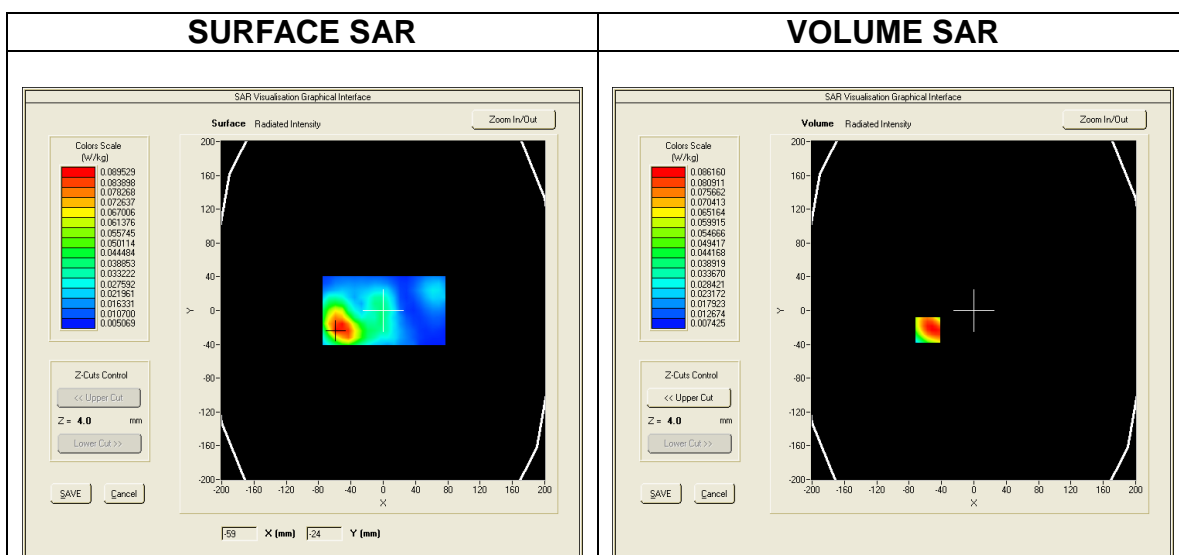 SURFACE SAR
VOLUME SAR
SAR Visualisation Graphical Interface
Surface Radiated Intensity
Zoom In/Out
Colors Scale
(W/kg)
0.089529
0.083898
0.078268
0.072637
0.067006
0.061376
0.055745
0.050114
0.044484
0.038853
0.033222
0.027592
0.021961
0.016331
0.010700
0.005069
Z-Cuts Control
<< Upper Cut
Z = 4.0 mm
Lower Cut >>
SAVE Cancel
200
160
120
80
40
0
-40
-80
-120
-160
-200
Y
-200 -160 -120 -80 -40 0 40 80 120 160 200
X
-59 X (mm) -24 Y (mm)
SAR Visualisation Graphical Interface
Volume Radiated Intensity
Zoom In/Out
Colors Scale
(W/kg)
0.086160
0.080911
0.075662
0.070413
0.065164
0.059915
0.054666
0.049417
0.044168
0.038919
0.033670
0.028421
0.023172
0.017923
0.012674
0.007425
Z-Cuts Control
<< Upper Cut
Z = 4.0 mm
Lower Cut >>
SAVE Cancel
200
160
120
80
40
0
-40
-80
-120
-160
-200
Y
-200 -160 -120 -80 -40 0 40 80 120 160 200
X